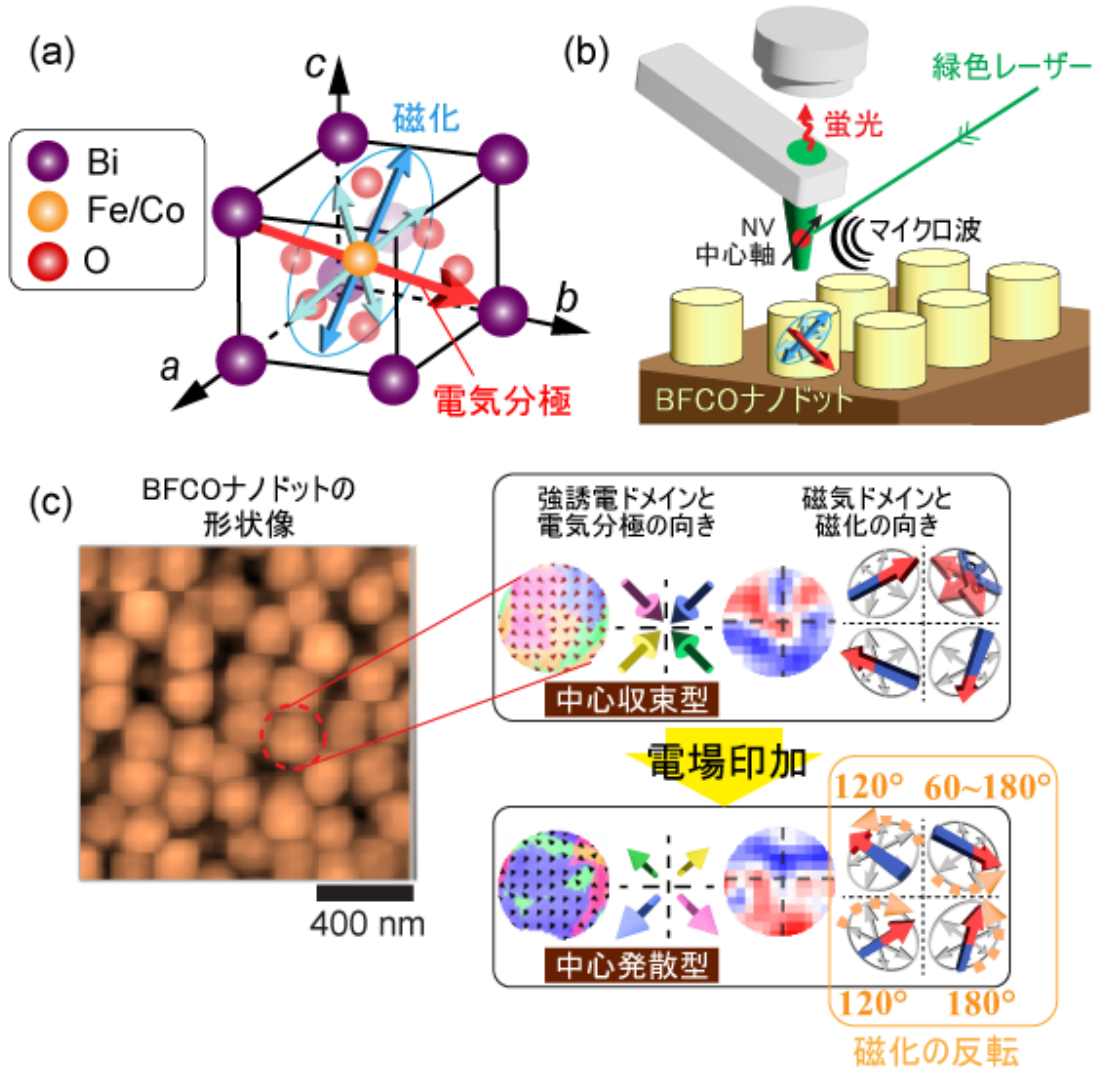 (a)
c
磁化
Bi
Fe/Co
O
b
a
電気分極
(b)
緑色レーザー
蛍光
NV
中心軸
マイクロ波
BFCOナノドット
(c)
BFCOナノドットの
形状像
400 nm
強誘電ドメインと
電気分極の向き
磁気ドメインと
磁化の向き
中心収束型
電場印加
120° 60~180°
中心発散型
120° 180°
磁化の反転